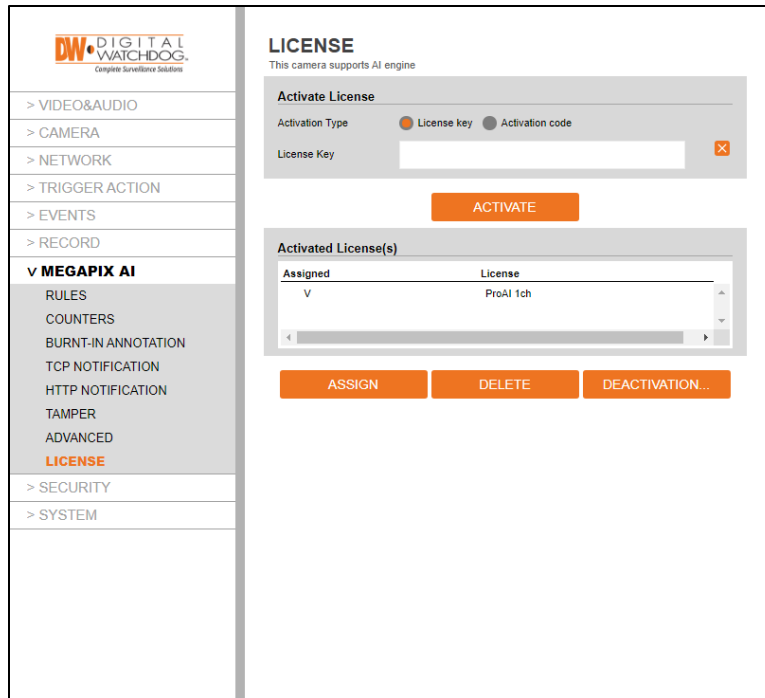 DW DIGITAL
WATCHDOG.
Complete Surveillance Solutions
> VIDEO&AUDIO
> CAMERA
> NETWORK
> TRIGGER ACTION
> EVENTS
> RECORD
v MEGAPIX AI
RULES
COUNTERS
BURNT-IN ANNOTATION
TCP NOTIFICATION
HTTP NOTIFICATION
TAMPER
ADVANCED
LICENSE
> SECURITY
> SYSTEM
LICENSE
This camera supports AI engine
Activate License
Activation Type License key Activation code
License Key
ACTIVATE
Activated License(s)
Assigned License
V ProAI 1ch
ASSIGN DELETE DEACTIVATION...